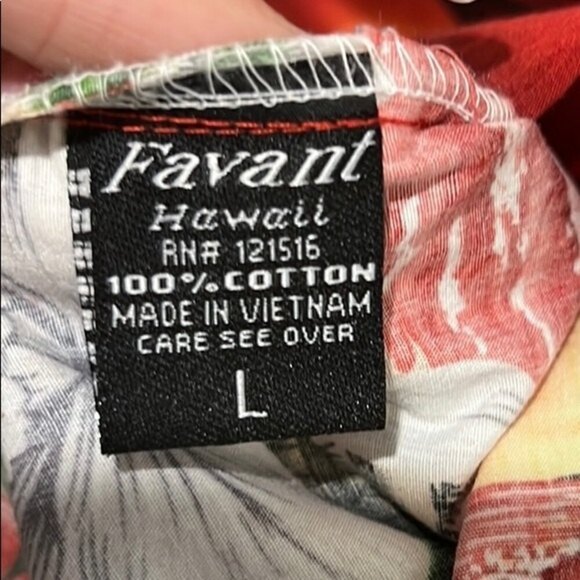 Favant
Hawaii
RN# 121516
100% COTTON
MADE IN VIETNAM
CARE SEE OVER
L